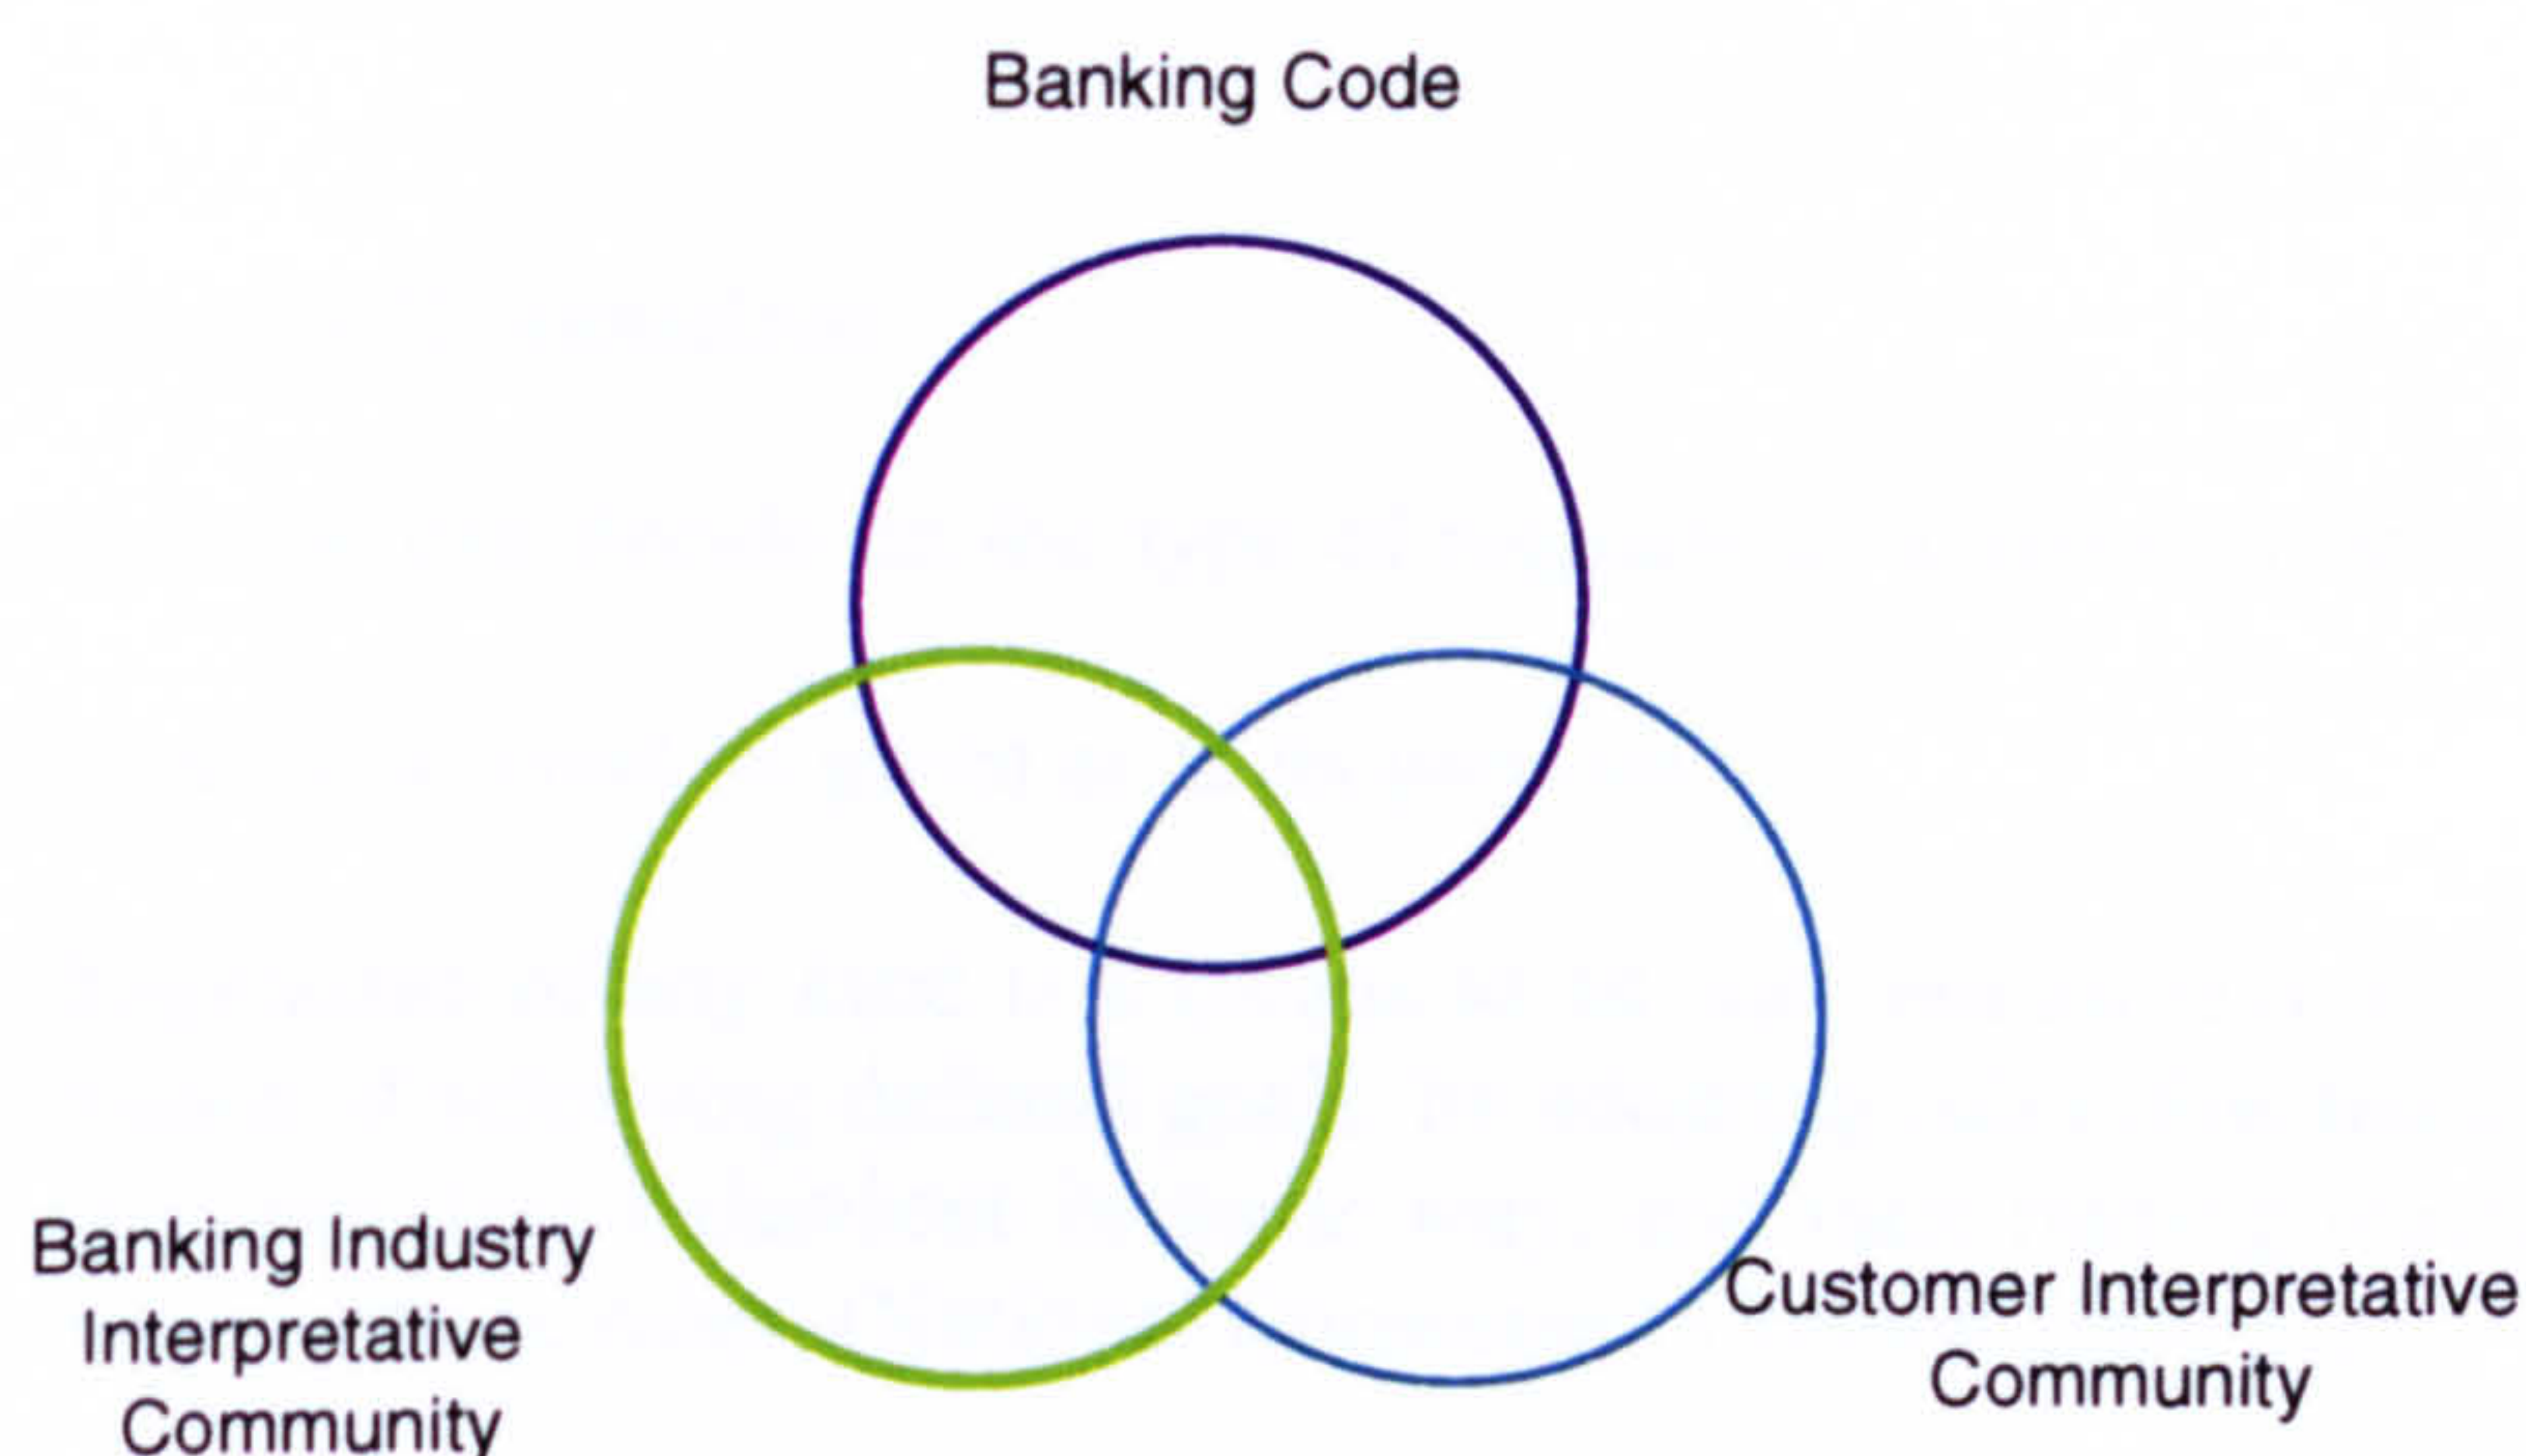 Banking Code
Banking Industry
Interpretative
Community
Customer Interpretative
Community